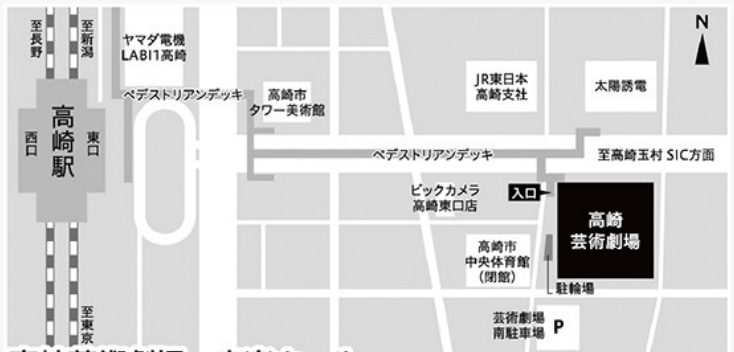 至長野
至新潟
ヤマダ電機
LABI1高崎
N
ペデストリアンデッキ
高崎市
タワー美術館
JR東日本
高崎支社
太陽誘電
高崎駅
西口
東口
ペデストリアンデッキ
至高崎玉村 SIC方面
ビックカメラ
高崎東口店
入口
高崎
芸術劇場
高崎市
中央体育館
(閉館)
駐輪場
至東京
芸術劇場
南駐車場
P